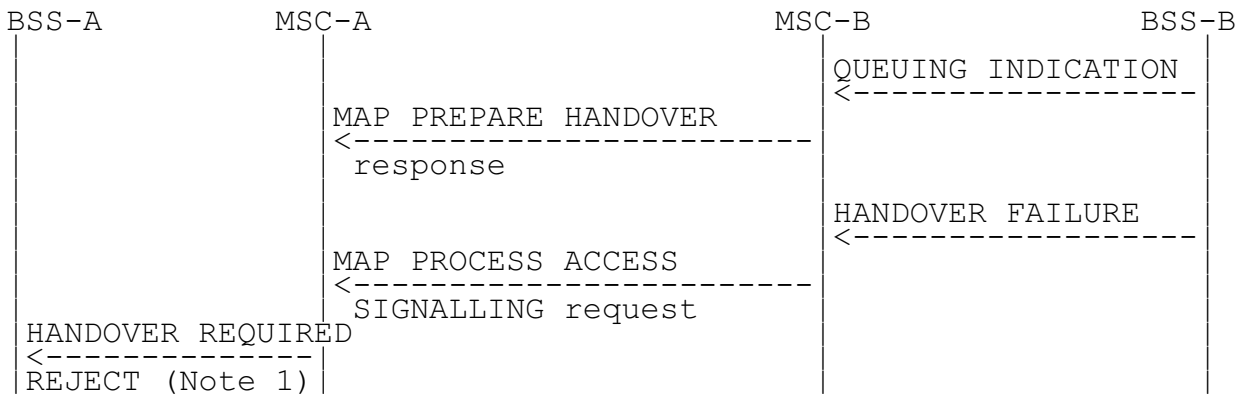 BSS-A MSC-A MSC-B BSS-B
QUEUING INDICATION
MAP PREPARE HANDOVER
response
HANDOVER FAILURE
MAP PROCESS ACCESS
SIGNALLING request
HANDOVER REQUIRED
REJECT (Note 1)